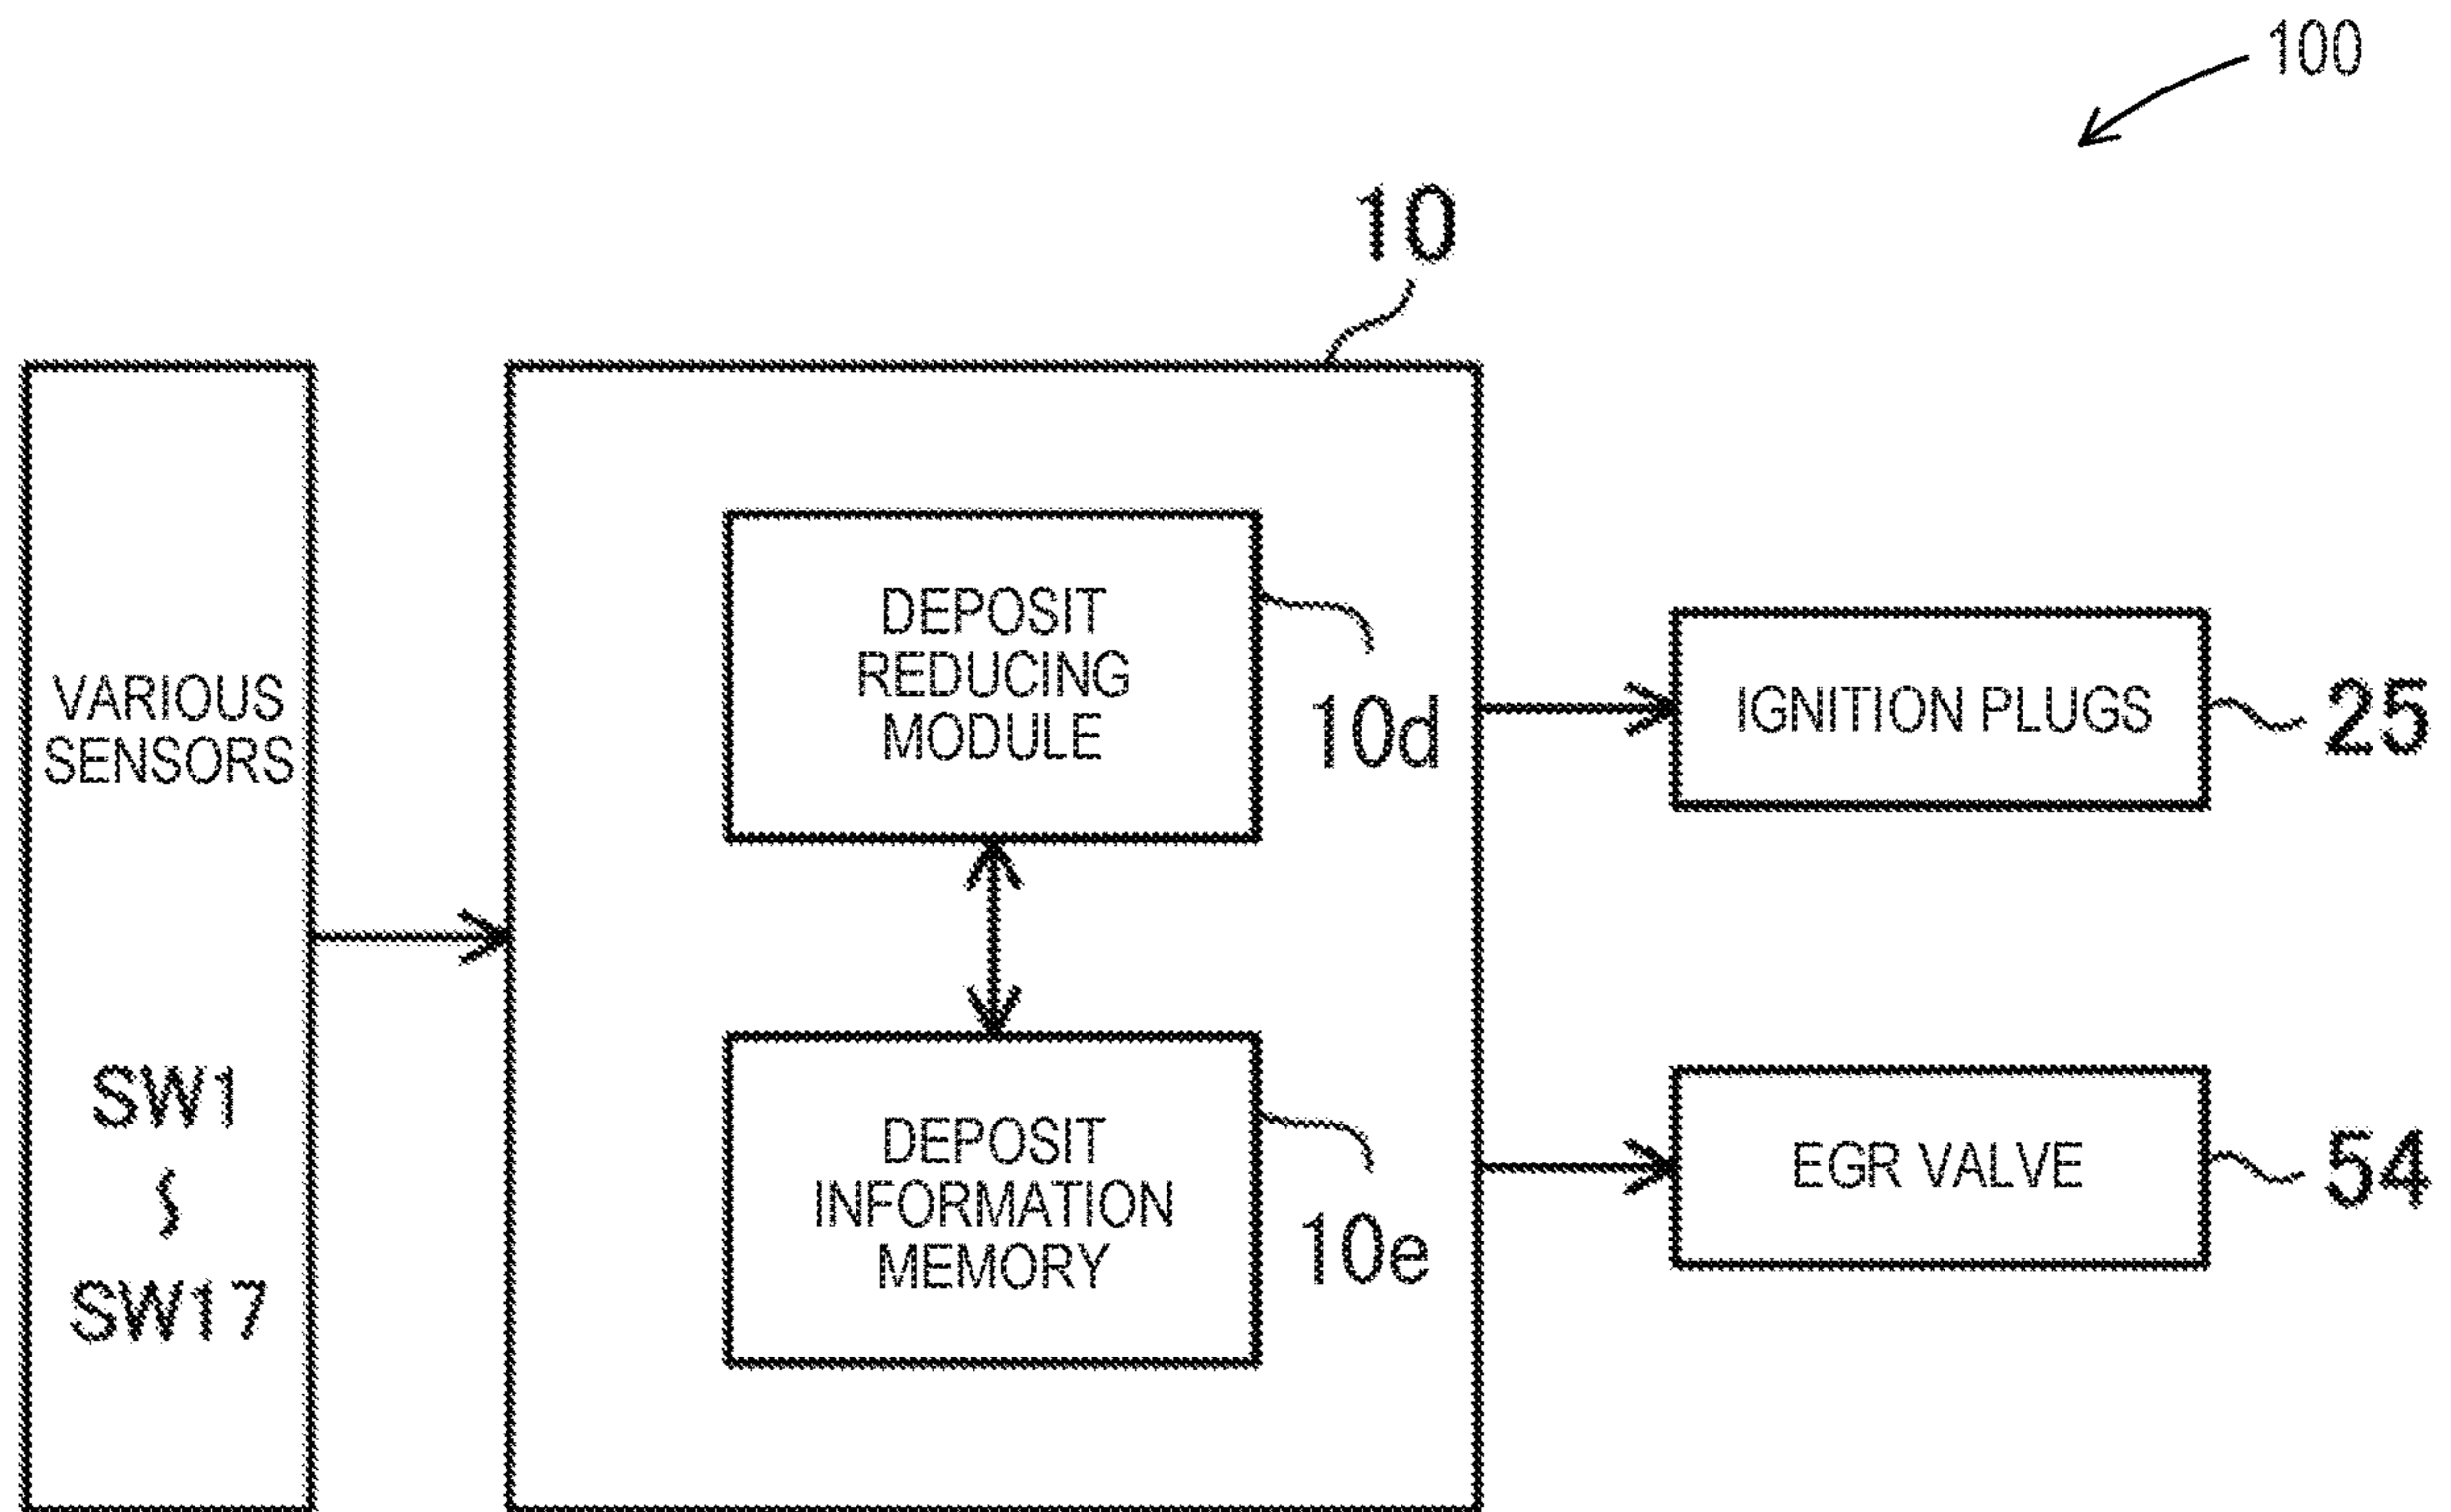 100
10
VARIOUS
SENSORS
SW1
~
SW17
DEPOSIT
REDUCING
MODULE
10d
DEPOSIT
INFORMATION
MEMORY
10e
IGNITION PLUGS
25
EGR VALVE
54